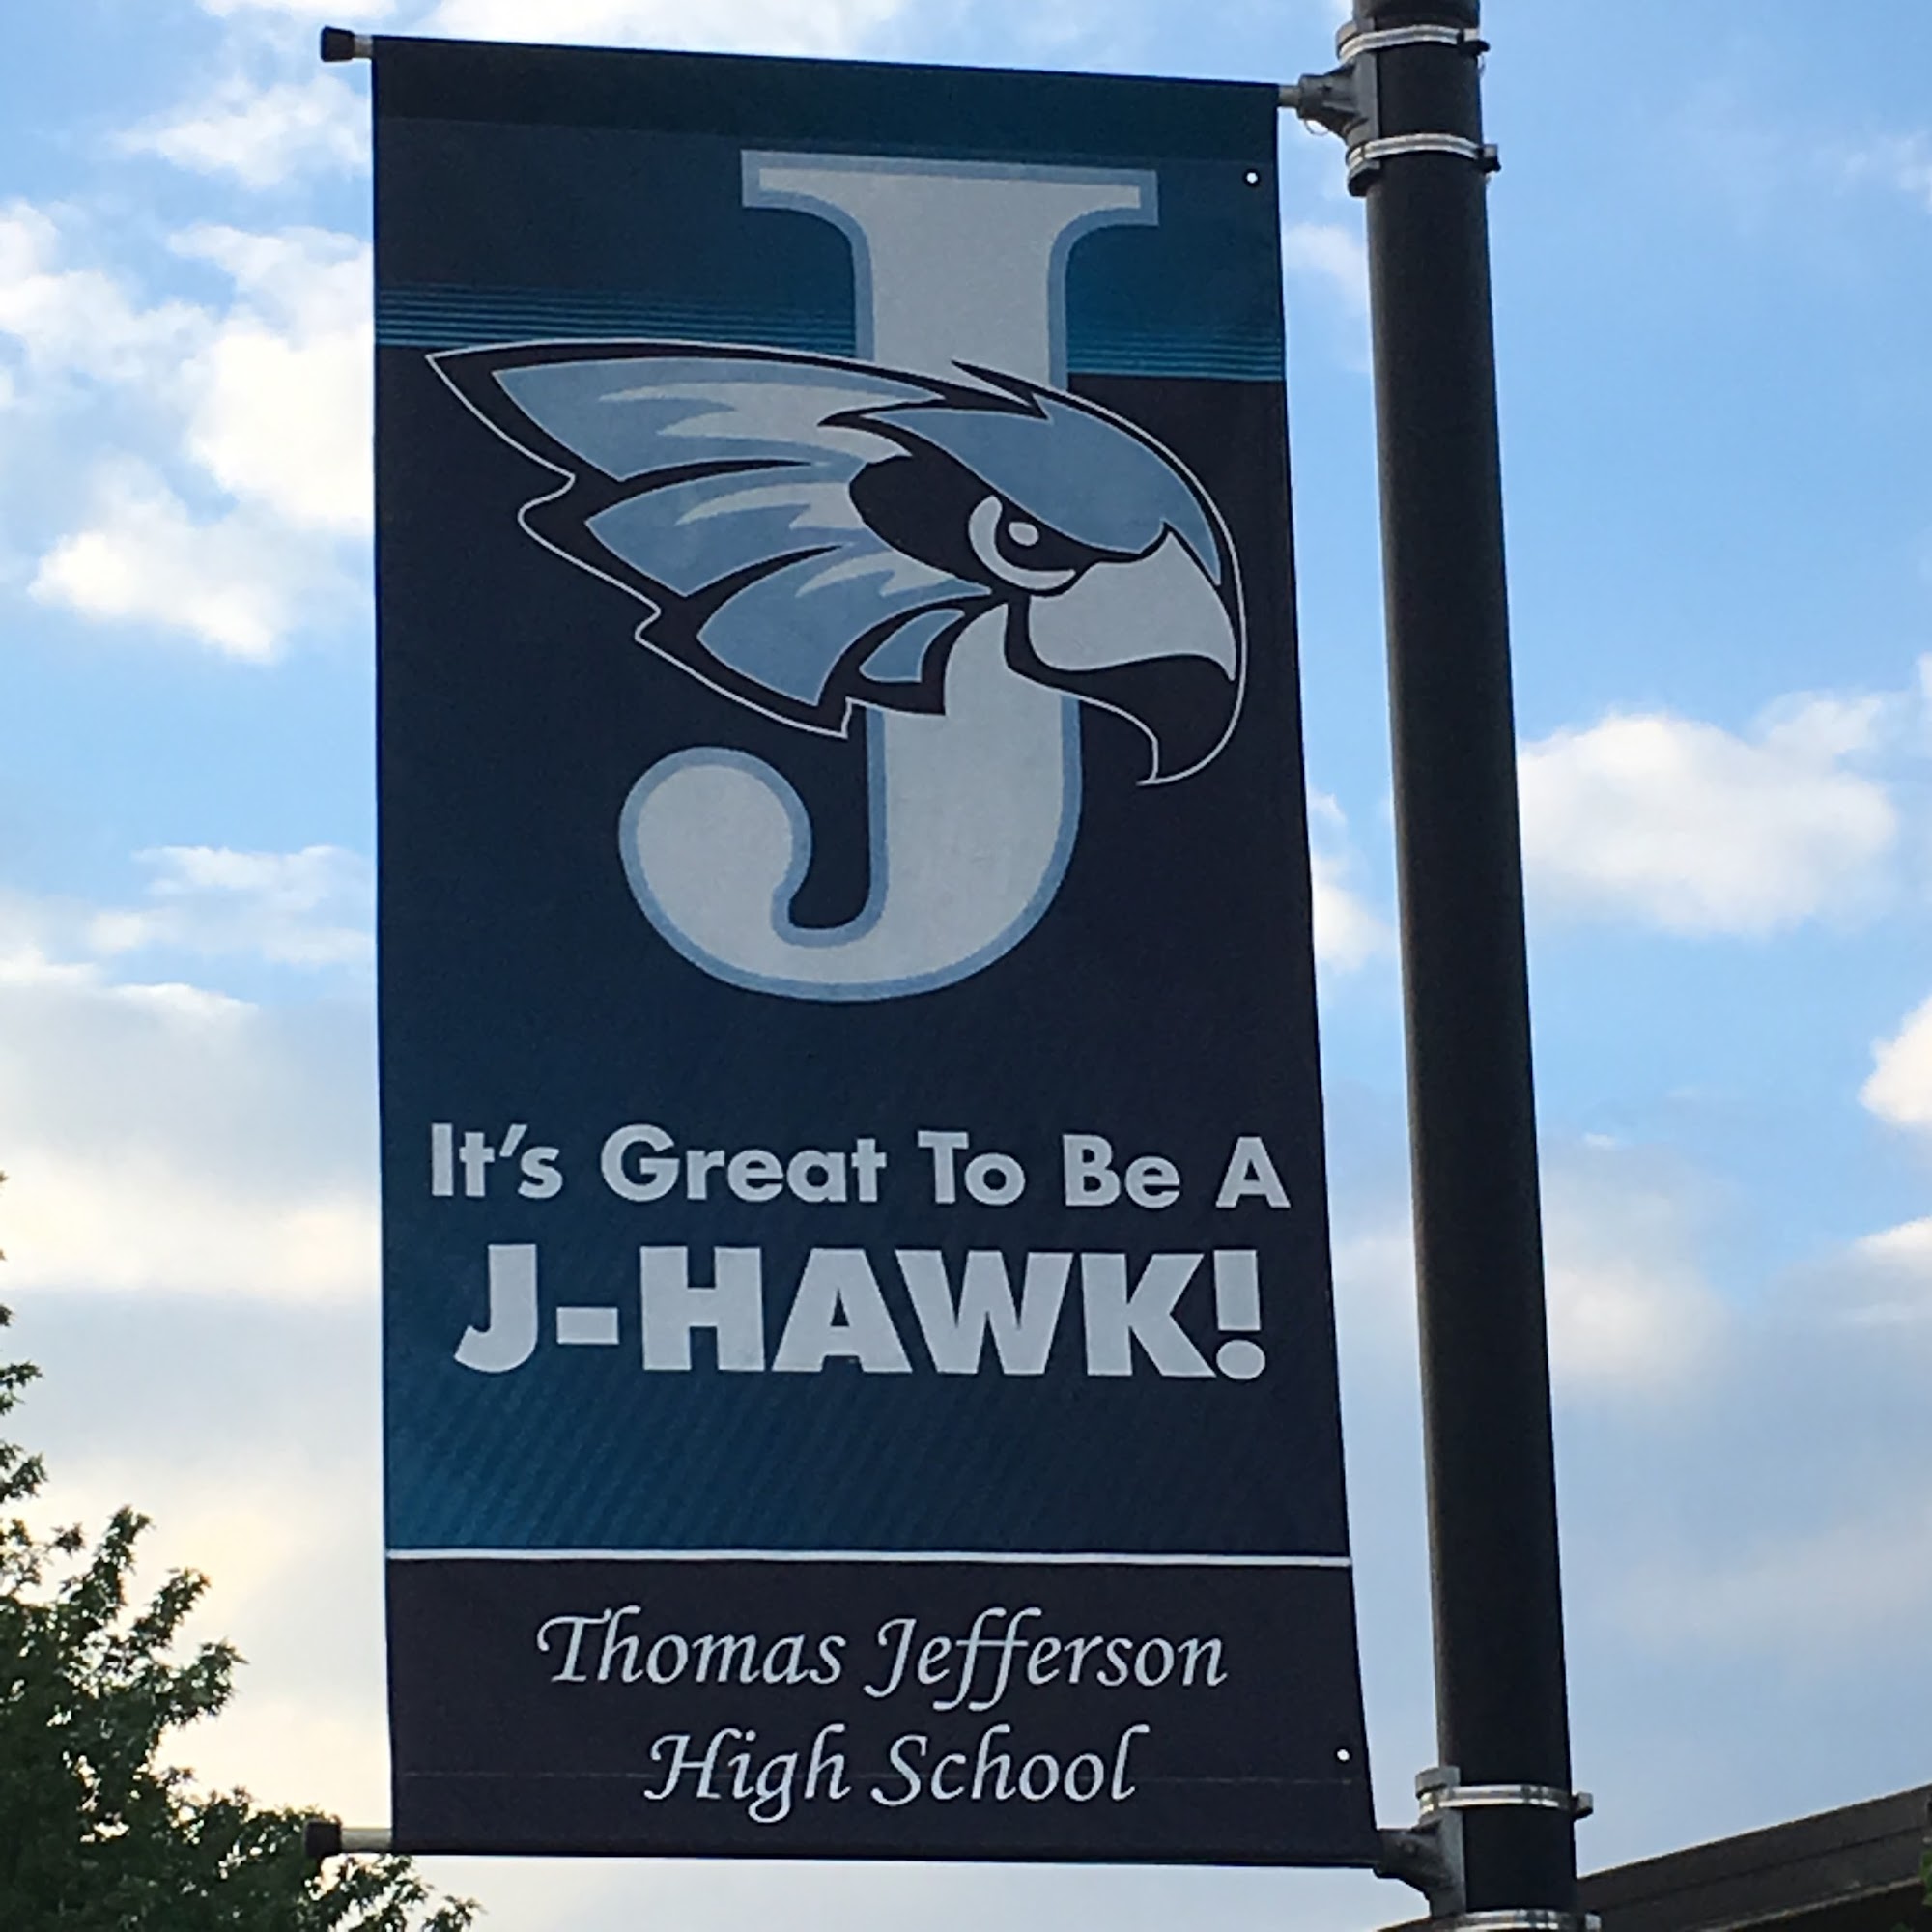 J
It's Great To Be A
J-HAWK!
Thomas Jefferson
High School